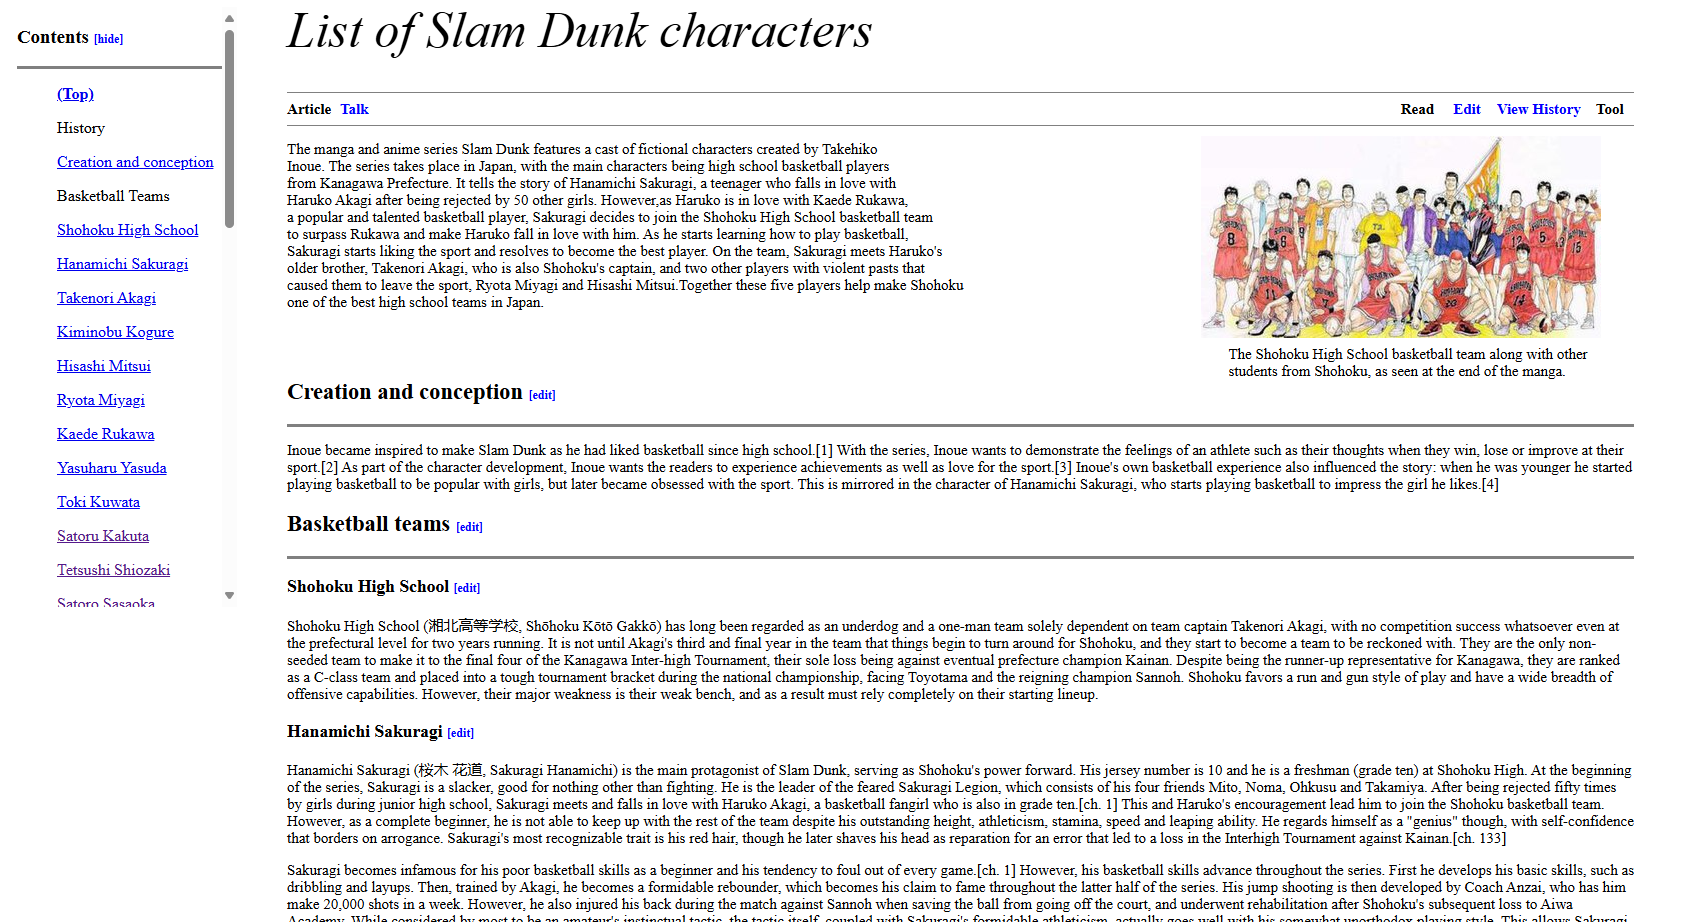 Contents [hide]
(Top)
History
Creation and conception
Basketball Teams
Shohoku High School
Hanamichi Sakuragi
Takenori Akagi
Kiminobu Kogure
Hisashi Mitsui
Ryota Miyagi
Kaede Rukawa
Yasuharu Yasuda
Toki Kuwata
Satoru Kakuta
Tetsushi Shiozaki
Satoro Sasaoka
List of Slam Dunk characters
Article Talk
Read Edit View History Tool
The manga and anime series Slam Dunk features a cast of fictional characters created by Takehiko
Inoue. The series takes place in Japan, with the main characters being high school basketball players
from Kanagawa Prefecture. It tells the story of Hanamichi Sakuragi, a teenager who falls in love with
Haruko Akagi after being rejected by 50 other girls. However,as Haruko is in love with Kaede Rukawa,
a popular and talented basketball player, Sakuragi decides to join the Shohoku High School basketball team
to surpass Rukawa and make Haruko fall in love with him. As he starts learning how to play basketball,
Sakuragi starts liking the sport and resolves to become the best player. On the team, Sakuragi meets Haruko's
older brother, Takenori Akagi, who is also Shohoku's captain, and two other players with violent pasts that
caused them to leave the sport, Ryota Miyagi and Hisashi Mitsui.Together these five players help make Shohoku
one of the best high school teams in Japan.
8
11
14
15
The Shohoku High School basketball team along with other
students from Shohoku, as seen at the end of the manga.
Creation and conception [edit]
Inoue became inspired to make Slam Dunk as he had liked basketball since high school.[1] With the series, Inoue wants to demonstrate the feelings of an athlete such as their thoughts when they win, lose or improve at their
sport.[2] As part of the character development, Inoue wants the readers to experience achievements as well as love for the sport.[3] Inoue's own basketball experience also influenced the story: when he was younger he started
playing basketball to be popular with girls, but later became obsessed with the sport. This is mirrored in the character of Hanamichi Sakuragi, who starts playing basketball to impress the girl he likes.[4]
Basketball teams [edit]
Shohoku High School [edit]
Shohoku High School (湘北高等学校, Shōhoku Kōtō Gakkō) has long been regarded as an underdog and a one-man team solely dependent on team captain Takenori Akagi, with no competition success whatsoever even at
the prefectural level for two years running. It is not until Akagi's third and final year in the team that things begin to turn around for Shohoku, and they start to become a team to be reckoned with. They are the only non-
seeded team to make it to the final four of the Kanagawa Inter-high Tournament, their sole loss being against eventual prefecture champion Kainan. Despite being the runner-up representative for Kanagawa, they are ranked
as a C-class team and placed into a tough tournament bracket during the national championship, facing Toyotama and the reigning champion Sannoh. Shohoku favors a run and gun style of play and have a wide breadth of
offensive capabilities. However, their major weakness is their weak bench, and as a result must rely completely on their starting lineup.
Hanamichi Sakuragi [edit]
Hanamichi Sakuragi (桜木 花道, Sakuragi Hanamichi) is the main protagonist of Slam Dunk, serving as Shohoku's power forward. His jersey number is 10 and he is a freshman (grade ten) at Shohoku High. At the beginning
of the series, Sakuragi is a slacker, good for nothing other than fighting. He is the leader of the feared Sakuragi Legion, which consists of his four friends Mito, Noma, Ohkusu and Takamiya. After being rejected fifty times
by girls during junior high school, Sakuragi meets and falls in love with Haruko Akagi, a basketball fangirl who is also in grade ten.[ch. 1] This and Haruko's encouragement lead him to join the Shohoku basketball team.
However, as a complete beginner, he is not able to keep up with the rest of the team despite his outstanding height, athleticism, stamina, speed and leaping ability. He regards himself as a "genius" though, with self-confidence
that borders on arrogance. Sakuragi's most recognizable trait is his red hair, though he later shaves his head as reparation for an error that led to a loss in the Interhigh Tournament against Kainan.[ch. 133]
Sakuragi becomes infamous for his poor basketball skills as a beginner and his tendency to foul out of every game.[ch. 1] However, his basketball skills advance throughout the series. First he develops his basic skills, such as
dribbling and layups. Then, trained by Akagi, he becomes a formidable rebounder, which becomes his claim to fame throughout the latter half of the series. His jump shooting is then developed by Coach Anzai, who has him
make 20,000 shots in a week. However, he also injured his back during the match against Sannoh when saving the ball from going off the court, and underwent rehabilitation after Shohoku's subsequent loss to Aiwa
Academy. While considered by most to be an amateur's instinctual tactic, the tactic itself, coupled with Sakuragi's formidable athleticism, actually goes well with his somewhat unorthodox playing style. This allows Sakuragi